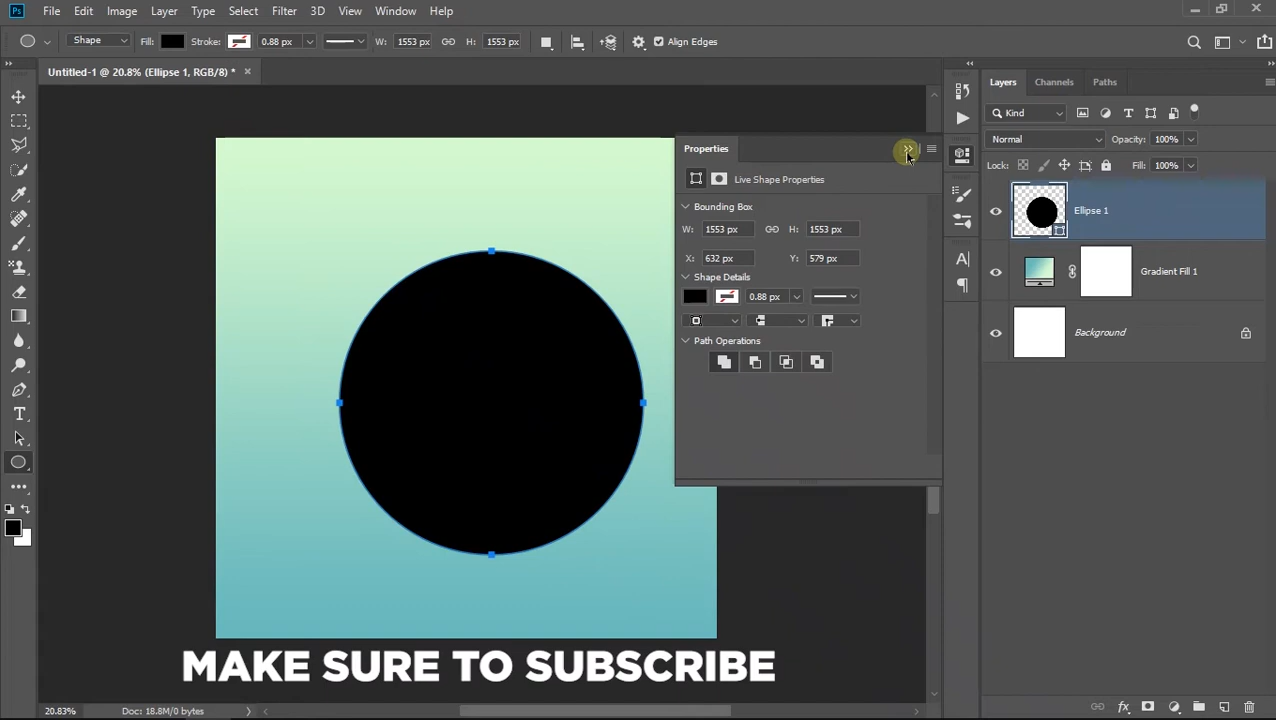 Ps File Edit Image Layer Type Select Filter 3D View Window Help
Shape Fill: Stroke: 0.88 px W: 1553 px H: 1553 px Align Edges
Untitled-1 @ 20.8% (Ellipse 1, RGB/8) *
Layers Channels Paths
Kind
Normal Opacity: 100%
Lock: Fill: 100%
Ellipse 1
Gradient Fill 1
Background
Properties
Live Shape Properties
Bounding Box
W: 1553 px H: 1553 px
X: 632 px Y: 579 px
Shape Details
0.88 px
Path Operations
MAKE SURE TO SUBSCRIBE
20.83% Doc: 18.8M/0 bytes